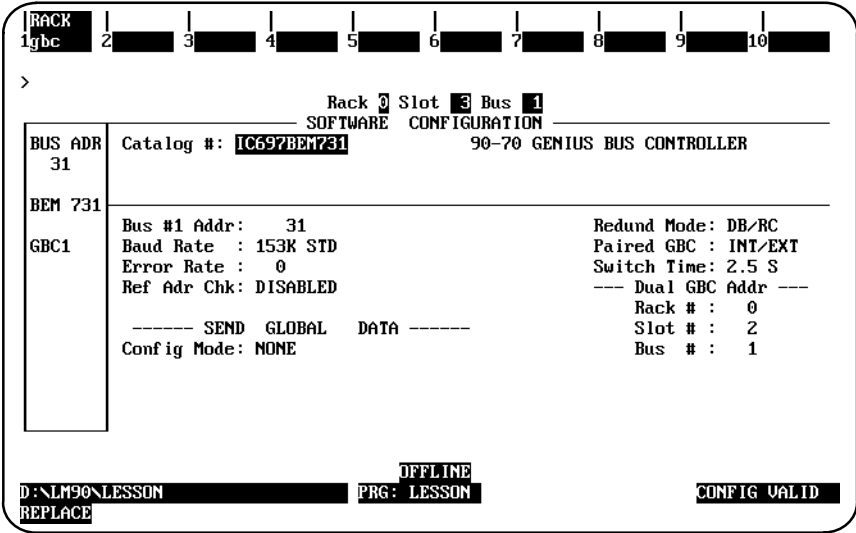 RACK
1gbc 2 3 4 5 6 7 8 9 10
>
Rack 0 Slot 3 Bus 1
SOFTWARE CONFIGURATION
BUS ADR Catalog #: IC697BEM731 90-70 GENIUS BUS CONTROLLER
31
BEM 731
Bus #1 Addr: 31 Redund Mode: DB/RC
GBC1 Baud Rate : 153K STD Paired GBC : INT/EXT
Error Rate : 0 Switch Time: 2.5 S
Ref Adr Chk: DISABLED --- Dual GBC Addr ---
Rack # : 0
------ SEND GLOBAL DATA ------ Slot # : 2
Config Mode: NONE Bus # : 1
OFFLINE
D:\LM90\LESSON PRG: LESSON CONFIG VALID
REPLACE